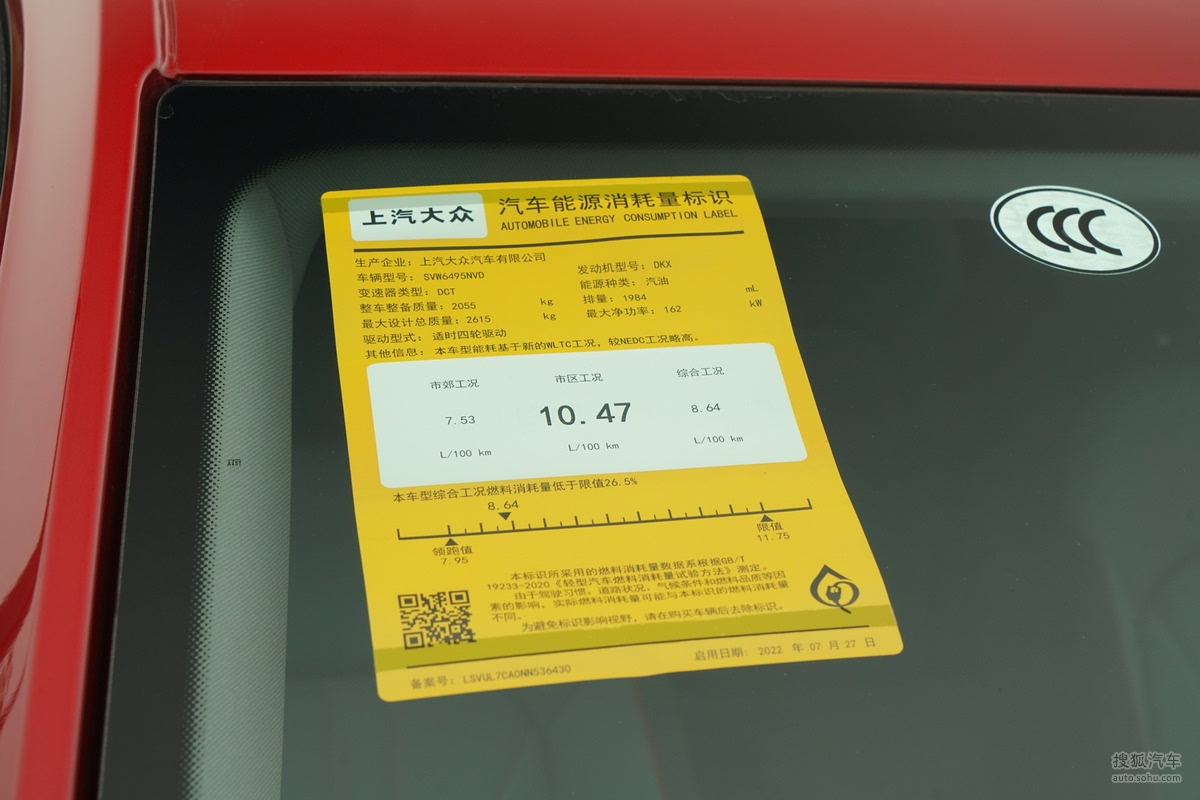 上汽大众
汽车能源消耗量标识
AUTOMOBILE ENERGY CONSUMPTION LABEL
生产企业：上汽大众汽车有限公司
车辆型号：SVW6495NVD
发动机型号：DKX
变速器类型：DCT
能源种类：汽油
整车整备质量：2055 kg
排量：1984 mL
最大设计总质量：2615 kg
最大净功率：162 kW
驱动型式：适时四轮驱动
其他信息：本车型能耗基于新的WLTC工况，较NEDC工况略高。
市郊工况 市区工况 综合工况
7.53 10.47 8.64
L/100 km L/100 km L/100 km
本车型综合工况燃料消耗量低于限值26.5%
8.64
领跑值 限值
7.95 11.75
本标识所采用的燃料消耗量数据系根据GB/T
19233-2020《轻型汽车燃料消耗量试验方法》测定。
由于驾驶习惯、道路状况、气候条件和燃料品质等因
素的影响，实际燃料消耗量可能与本标识的燃料消耗量
不同。
为避免标识影响视野，请在购买车辆后去除标识。
备案号：LSVUL7CA0NN536430
启用日期：2022 年 07 月 27 日
CCC
搜狐汽车
auto.sohu.com